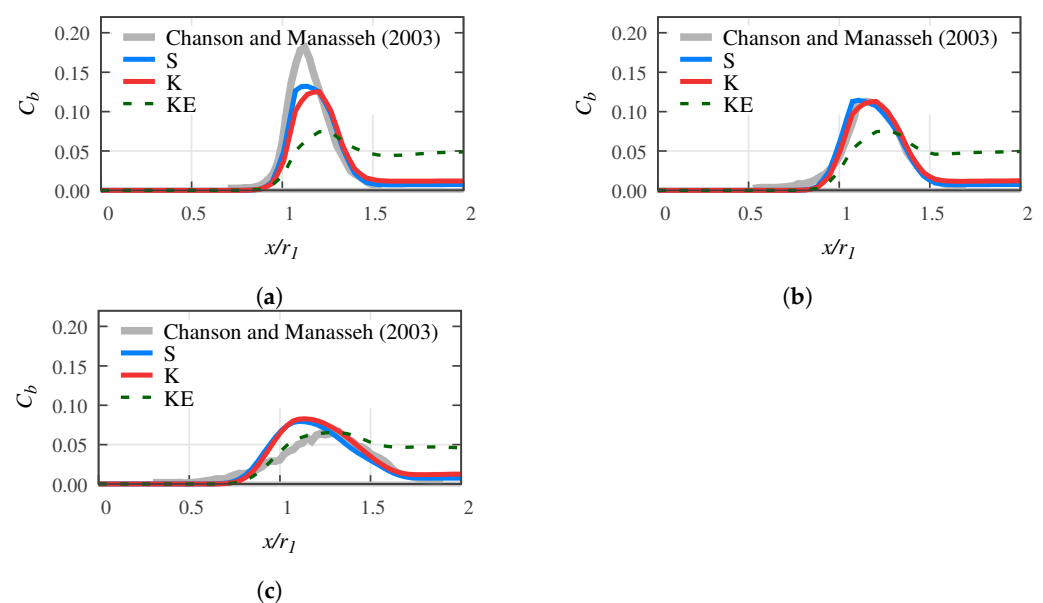 0.20
0.15
0.10
0.05
0.00
C_b
Chanson and Manasseh (2003)
S
K
KE
0 0.5 1 1.5 2
x/r_1
(a)
0.20
0.15
0.10
0.05
0.00
C_b
Chanson and Manasseh (2003)
S
K
KE
0 0.5 1 1.5 2
x/r_1
(b)
0.20
0.15
0.10
0.05
0.00
C_b
Chanson and Manasseh (2003)
S
K
KE
0 0.5 1 1.5 2
x/r_1
(c)